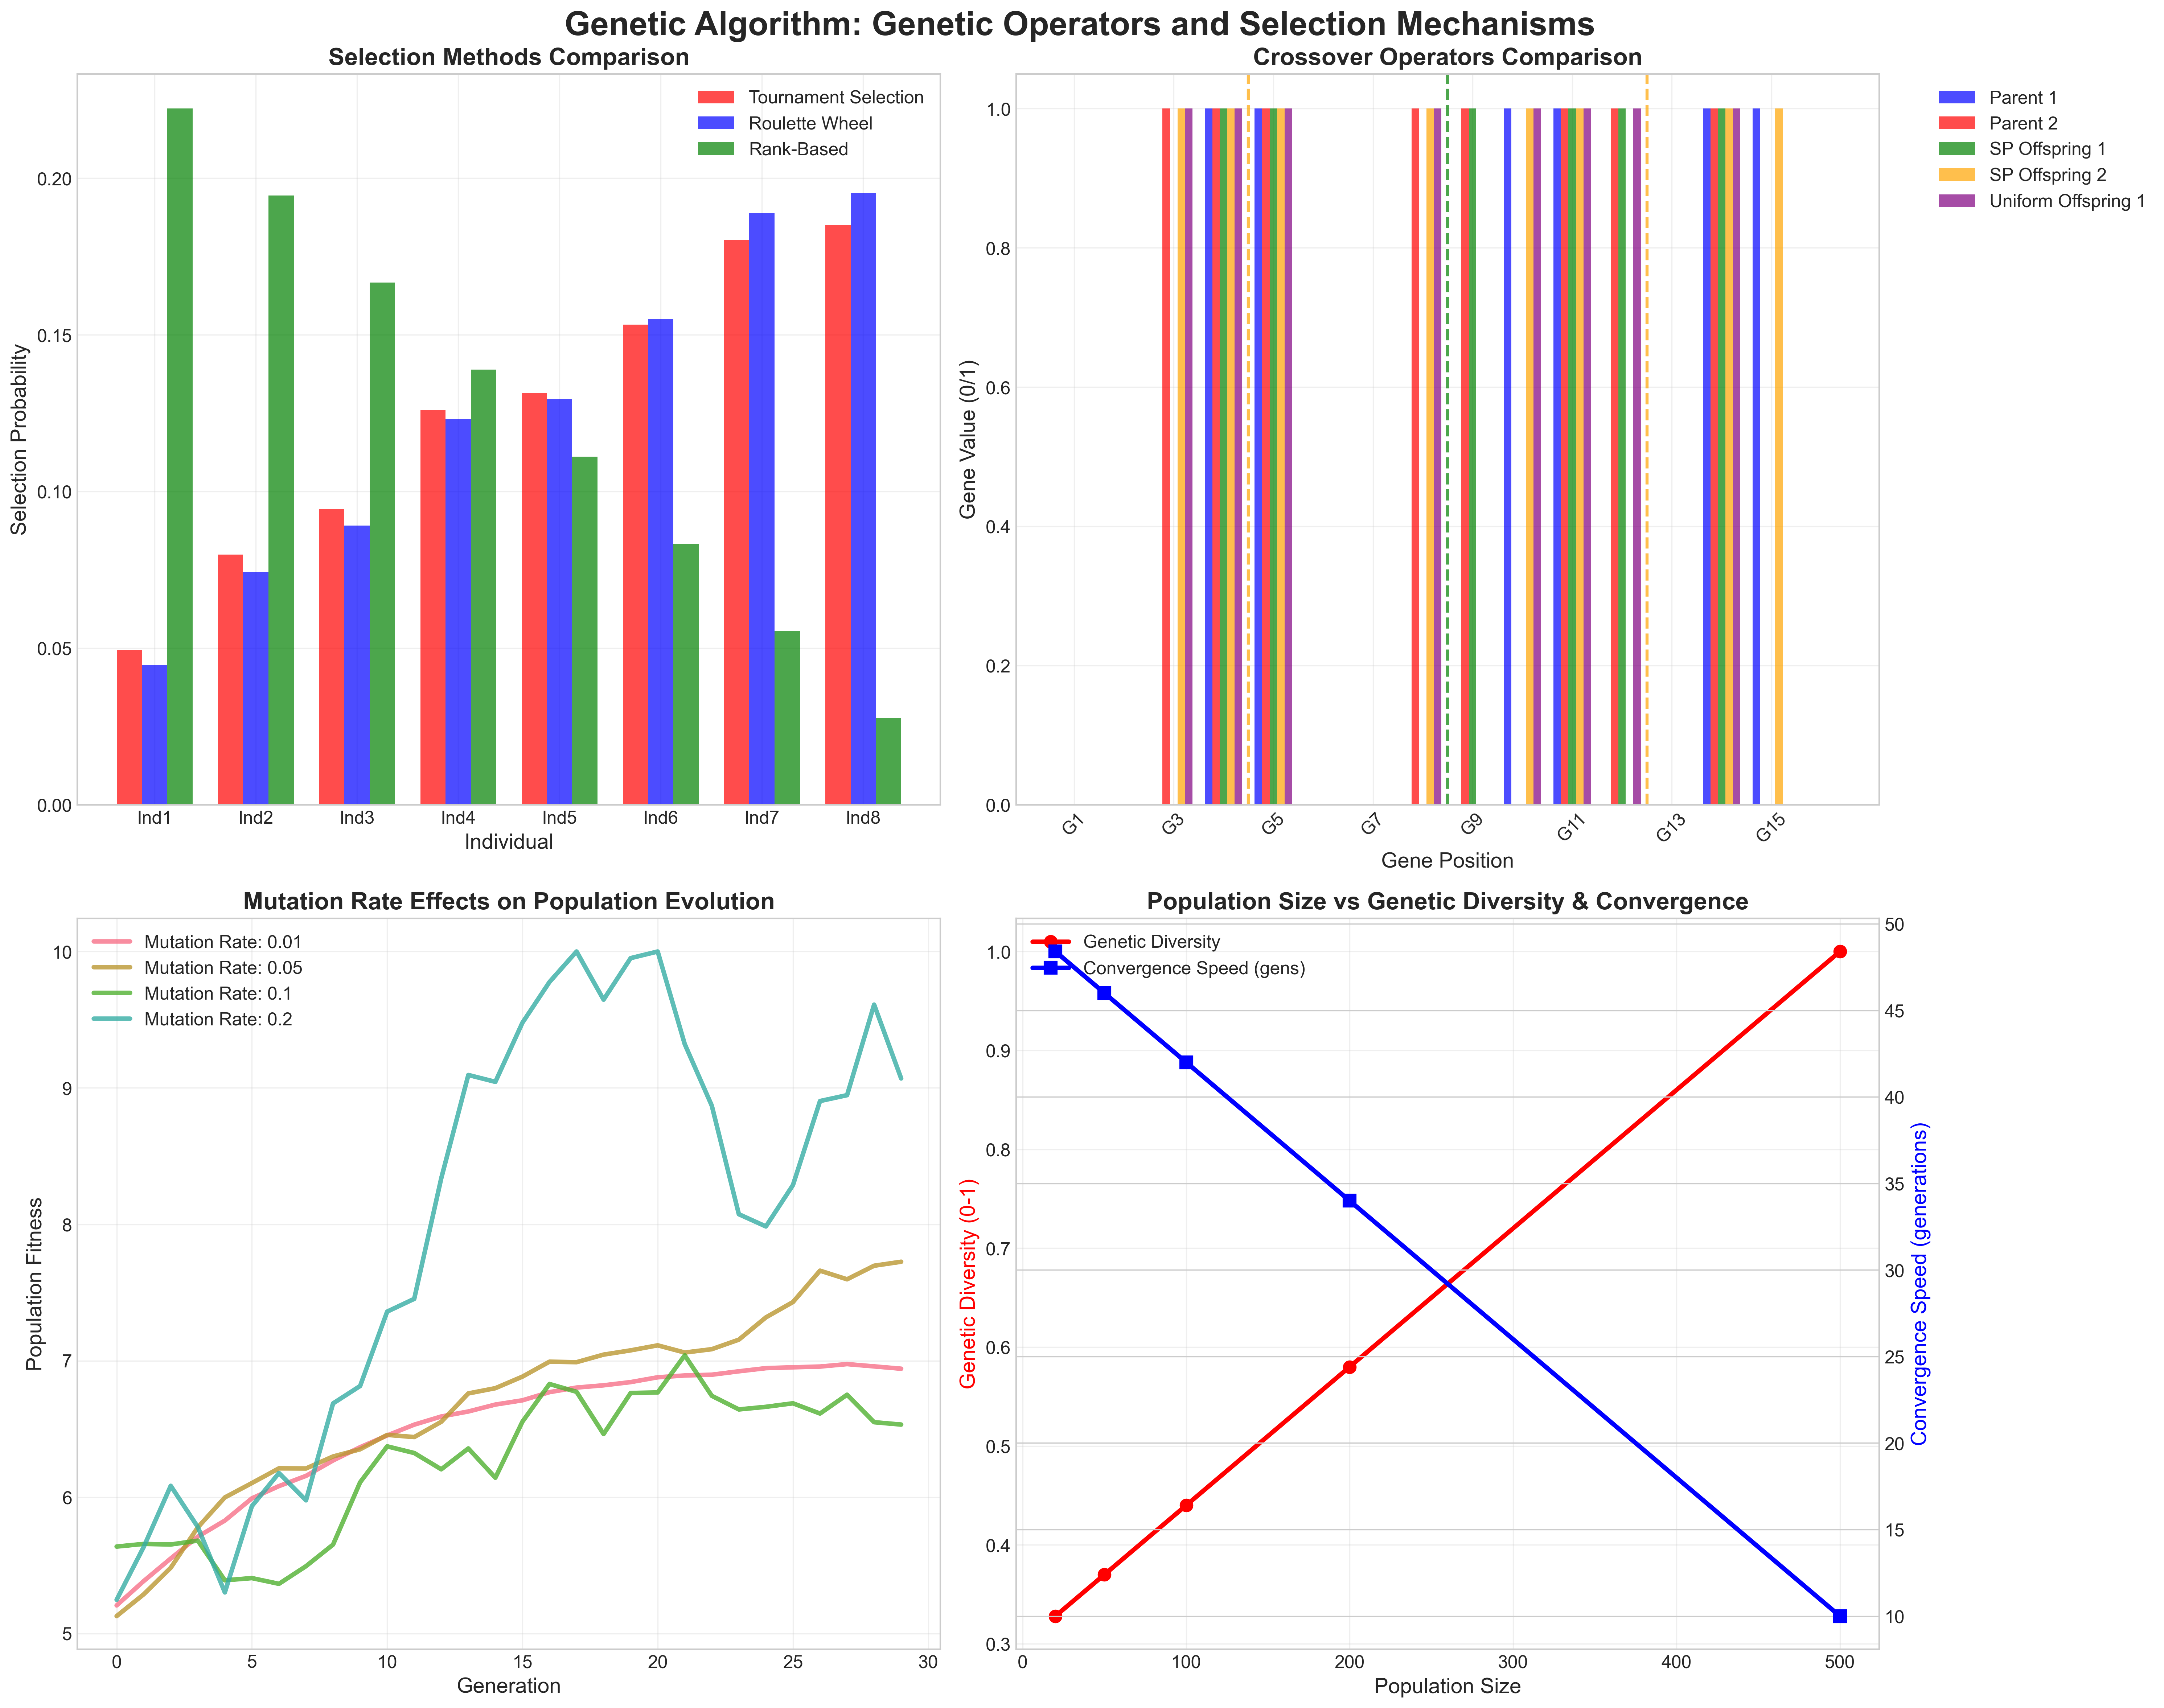 Genetic Algorithm: Genetic Operators and Selection Mechanisms
Selection Methods Comparison
Tournament Selection
Roulette Wheel
Rank-Based
0.20
0.15
0.10
0.05
0.00
Selection Probability
Ind1 Ind2 Ind3 Ind4 Ind5 Ind6 Ind7 Ind8
Individual
Crossover Operators Comparison
Parent 1
Parent 2
SP Offspring 1
SP Offspring 2
Uniform Offspring 1
1.0
0.8
0.6
0.4
0.2
0.0
Gene Value (0/1)
G1 G3 G5 G7 G9 G11 G13 G15
Gene Position
Mutation Rate Effects on Population Evolution
Mutation Rate: 0.01
Mutation Rate: 0.05
Mutation Rate: 0.1
Mutation Rate: 0.2
10
9
8
7
6
5
Population Fitness
0 5 10 15 20 25 30
Generation
Population Size vs Genetic Diversity & Convergence
Genetic Diversity
Convergence Speed (gens)
1.0
0.9
0.8
0.7
0.6
0.5
0.4
0.3
Genetic Diversity (0-1)
50
45
40
35
30
25
20
15
10
Convergence Speed (generations)
0 100 200 300 400 500
Population Size